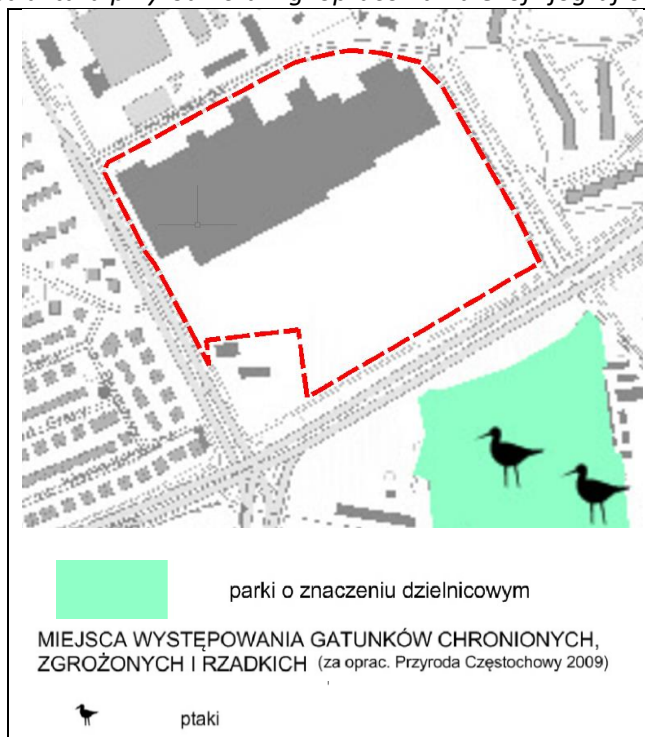 parki o znaczeniu dzielnicowym
MIEJSCA WYSTĘPOWANIA GATUNKÓW CHRONIONYCH,
ZGROŻONYCH I RZADKICH (za oprac. Przyroda Częstochowy 2009)
ptaki